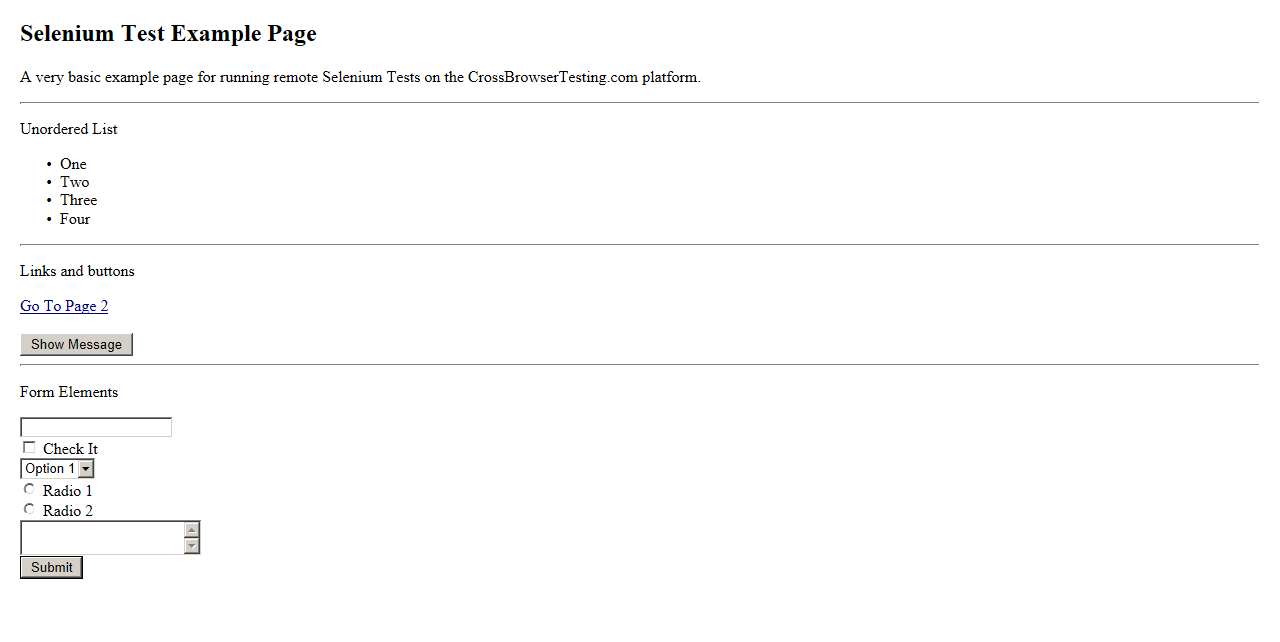 Selenium Test Example Page
A very basic example page for running remote Selenium Tests on the CrossBrowserTesting.com platform.
Unordered List
• One
• Two
• Three
• Four
Links and buttons
Go To Page 2
Show Message
Form Elements
Check It
Option 1
Radio 1
Radio 2
Submit